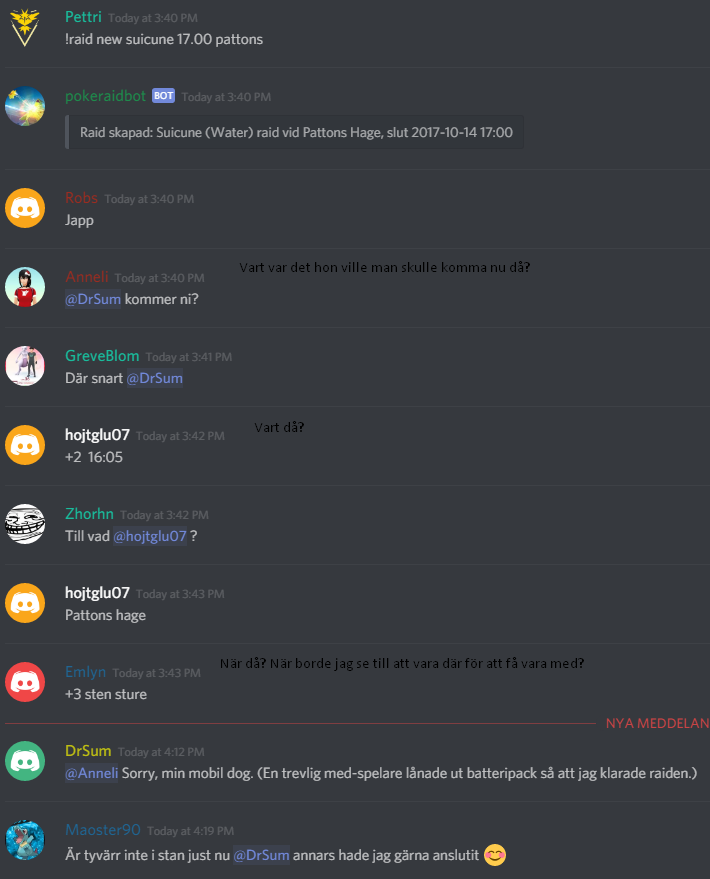 Pettri Today at 3:40 PM
!raid new suicune 17.00 pattons
pokeraidbot BOT Today at 3:40 PM
Raid skapad: Suicune (Water) raid vid Pattons Hage, slut 2017-10-14 17:00
Robs Today at 3:40 PM
Japp
Vart var det hon ville man skulle komma nu då?
Anneli Today at 3:40 PM
@DrSum kommer ni?
GreveBlom Today at 3:41 PM
Där snart @DrSum
hojtglu07 Today at 3:42 PM Vart då?
+2 16:05
Zhorhn Today at 3:42 PM
Till vad @hojtglu07 ?
hojtglu07 Today at 3:43 PM
Pattons hage
När då? När borde jag se till att vara där för att få vara med?
Emlyn Today at 3:43 PM
+3 sten sture
NYA MEDDELAN
DrSum Today at 4:12 PM
@Anneli Sorry, min mobil dog. (En trevlig med-spelare lånade ut batteripack så att jag klarade raiden.)
Maoster90 Today at 4:19 PM
Är tyvärr inte i stan just nu @DrSum annars hade jag gärna anslutit 😊